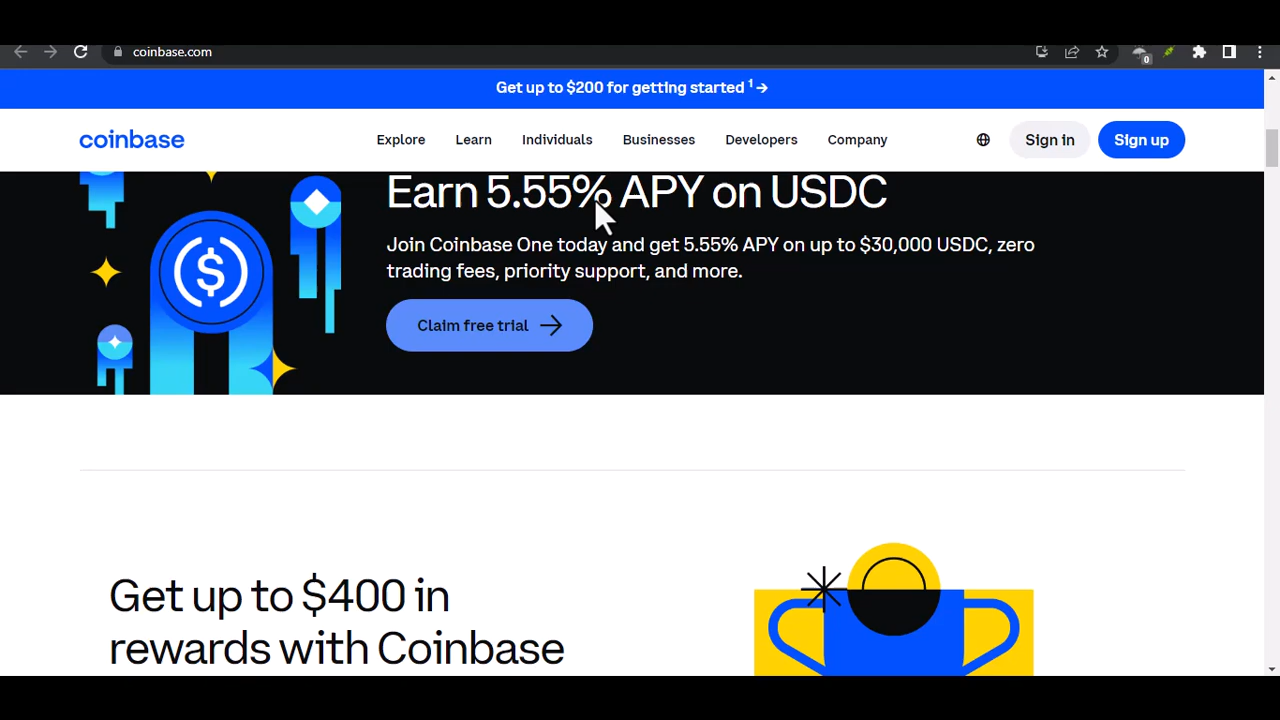 coinbase.com
0
Get up to $200 for getting started ¹ →
coinbase Explore Learn Individuals Businesses Developers Company Sign in Sign up
Earn 5.55% APY on USDC
Join Coinbase One today and get 5.55% APY on up to $30,000 USDC, zero
trading fees, priority support, and more.
Claim free trial →
Get up to $400 in
rewards with Coinbase